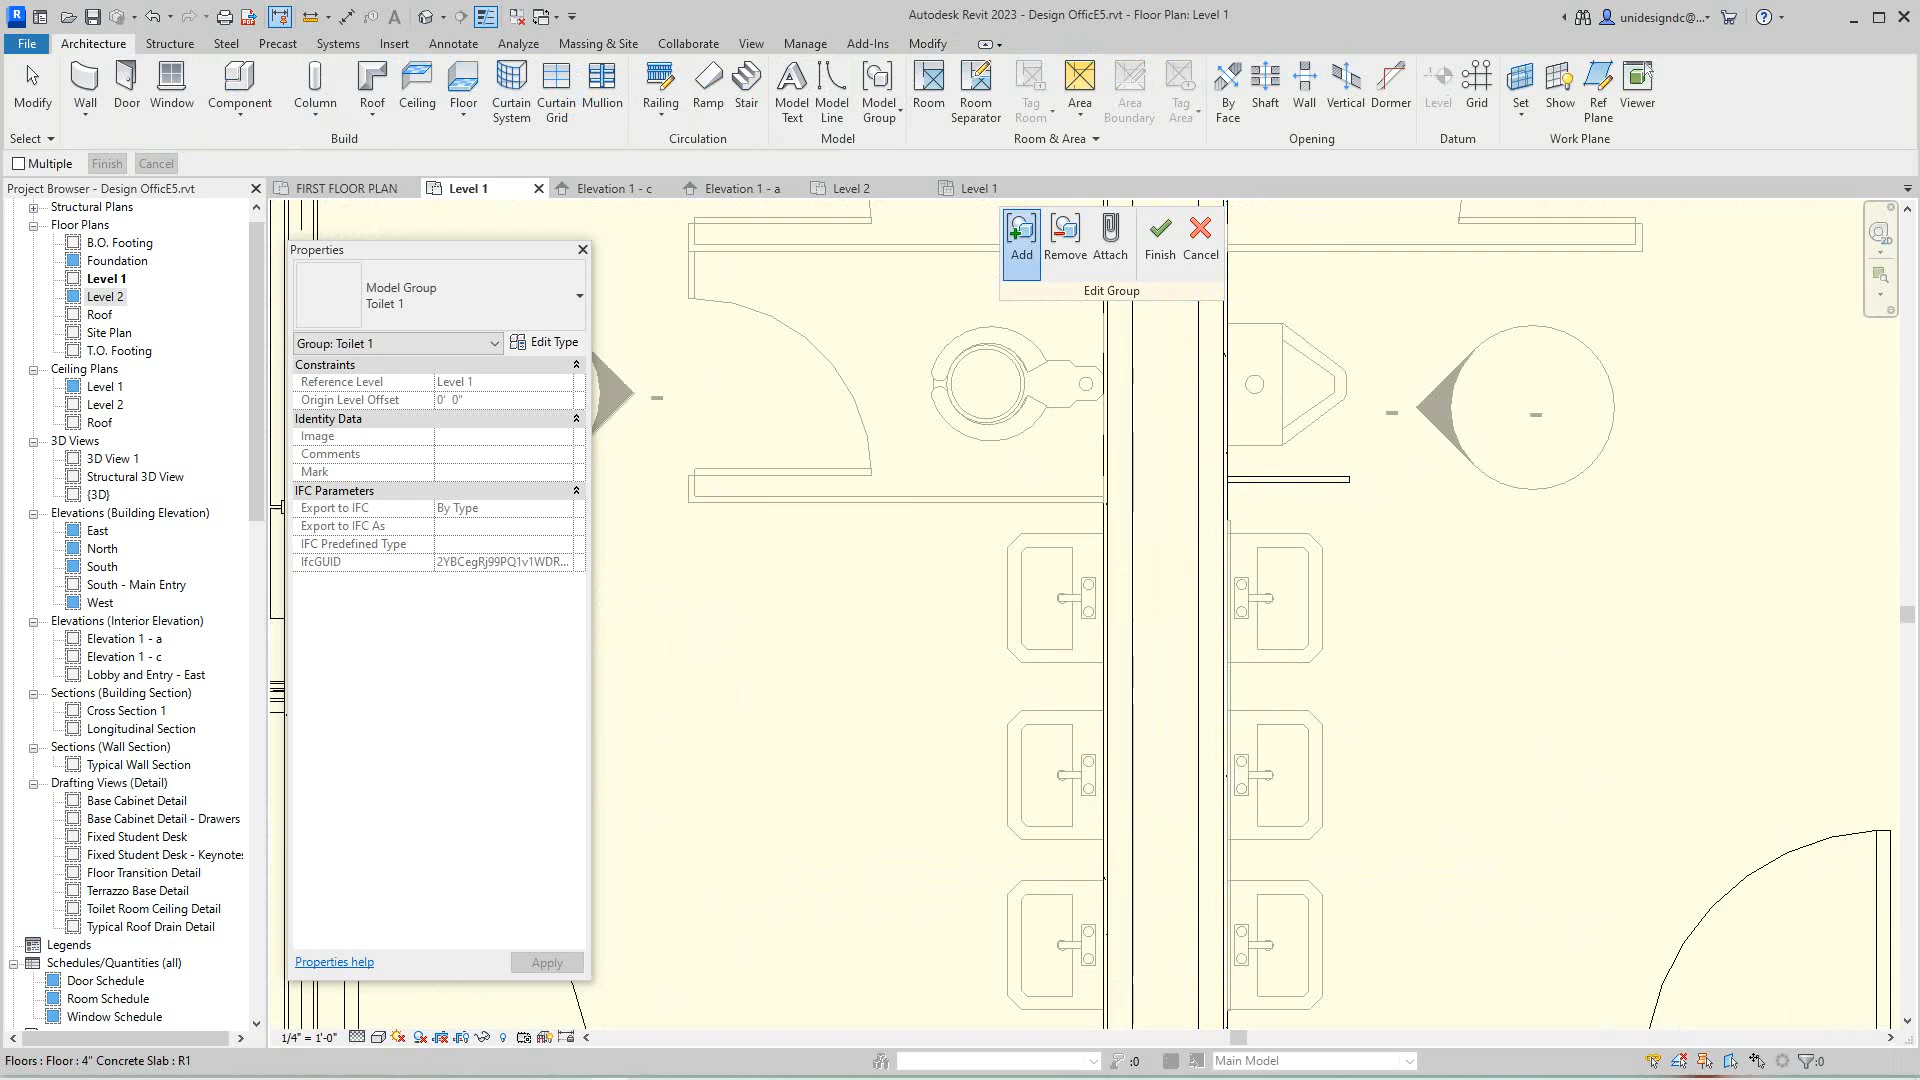 Autodesk Revit 2023 - Design OfficE5.rvt - Floor Plan: Level 1
unidesigndc@...
File Architecture Structure Steel Precast Systems Insert Annotate Analyze Massing & Site Collaborate View Manage Add-Ins Modify
Modify Wall Door Window Component Column Roof Ceiling Floor Curtain System Curtain Grid Mullion Railing Ramp Stair Model Text Model Line Model Group Room Room Separator Tag Room Area Area Boundary Tag Area By Face Shaft Wall Vertical Dormer Level Grid Set Show Ref Plane Viewer
Select Build Circulation Model Room & Area Opening Datum Work Plane
Multiple Finish Cancel
Project Browser - Design OfficE5.rvt
FIRST FLOOR PLAN Level 1 Elevation 1 - c Elevation 1 - a Level 2 Level 1
Structural Plans
Floor Plans
B.O. Footing
Foundation
Level 1
Level 2
Roof
Site Plan
T.O. Footing
Ceiling Plans
Level 1
Level 2
Roof
3D Views
3D View 1
Structural 3D View
{3D}
Elevations (Building Elevation)
East
North
South
South - Main Entry
West
Elevations (Interior Elevation)
Elevation 1 - a
Elevation 1 - c
Lobby and Entry - East
Sections (Building Section)
Cross Section 1
Longitudinal Section
Sections (Wall Section)
Typical Wall Section
Drafting Views (Detail)
Base Cabinet Detail
Base Cabinet Detail - Drawers
Fixed Student Desk
Fixed Student Desk - Keynotes
Floor Transition Detail
Terrazzo Base Detail
Toilet Room Ceiling Detail
Typical Roof Drain Detail
Legends
Schedules/Quantities (all)
Door Schedule
Room Schedule
Window Schedule
Properties
Model Group
Toilet 1
Group: Toilet 1 Edit Type
Constraints
Reference Level Level 1
Origin Level Offset 0' 0"
Identity Data
Image
Comments
Mark
IFC Parameters
Export to IFC By Type
Export to IFC As
IFC Predefined Type
IfcGUID 2YBCegRj99PQ1v1WDR...
Properties help Apply
Add Remove Attach Finish Cancel
Edit Group
2D
1/4" = 1'-0"
Floors : Floor : 4" Concrete Slab : R1
:0
Main Model
:0